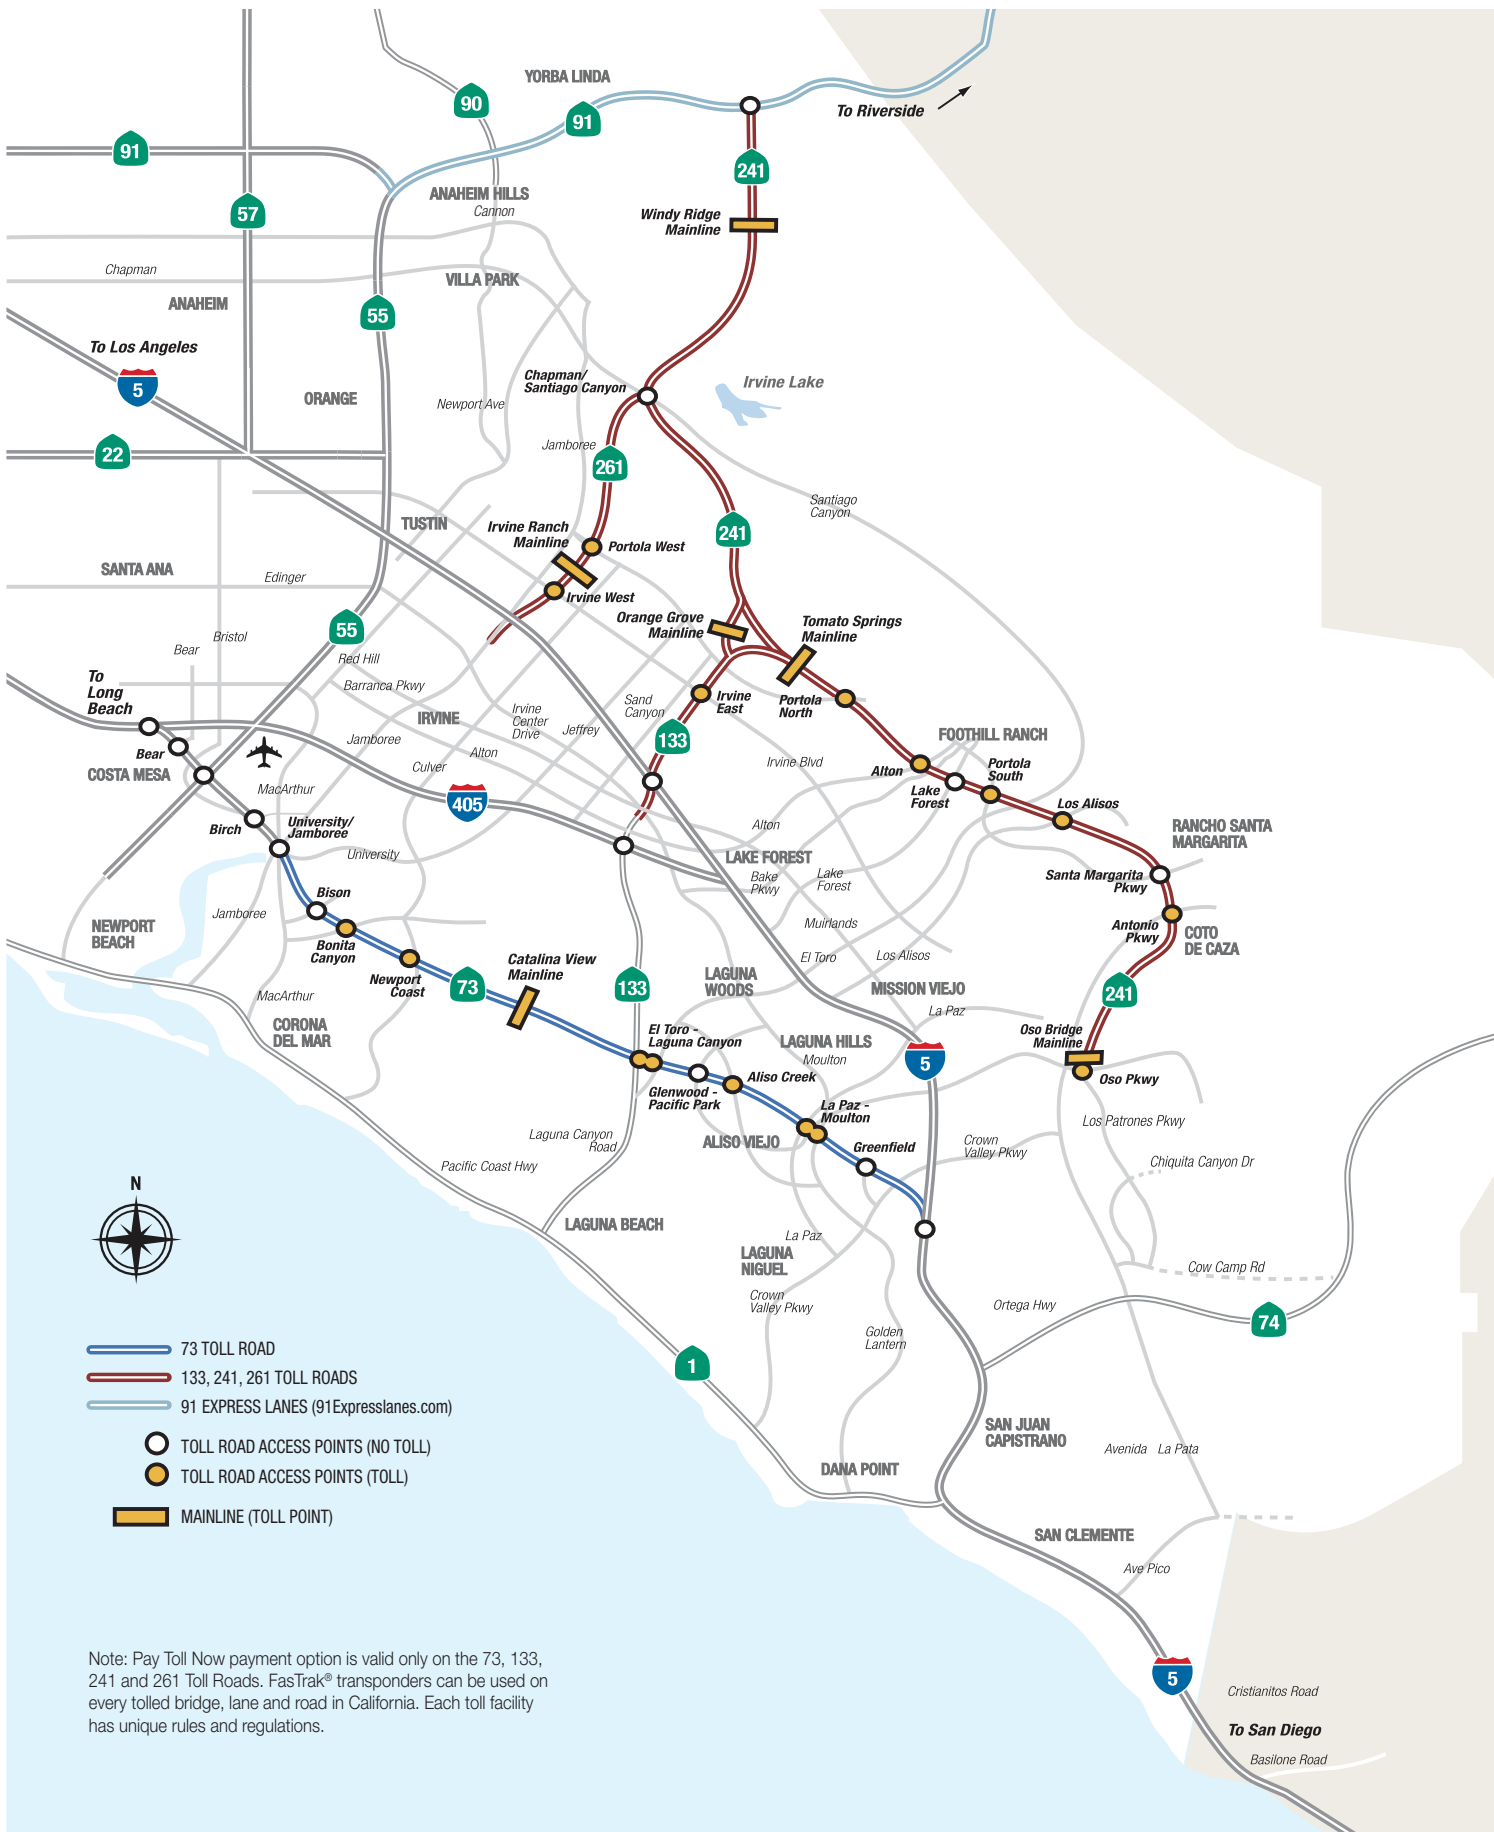 YORBA LINDA
90
91
To Riverside
91
241
57
ANAHEIM HILLS
Cannon
Windy Ridge
Mainline
Chapman
VILLA PARK
ANAHEIM
55
To Los Angeles
5
Chapman/
Santiago Canyon
Irvine Lake
ORANGE
Newport Ave
Jamboree
22
261
Santiago
Canyon
TUSTIN
Irvine Ranch
Mainline
241
Portola West
SANTA ANA
Edinger
Irvine West
Orange Grove
Mainline
Tomato Springs
Mainline
55
Bristol
Bear
Red Hill
Barranca Pkwy
To
Long
Beach
Irvine
East
Portola
North
Sand
Canyon
IRVINE
Irvine
Center
Drive
Jeffrey
133
FOOTHILL RANCH
Bear
Jamboree
Alton
Culver
Irvine Blvd
Alton
Portola
South
COSTA MESA
MacArthur
405
Lake
Forest
Los Alisos
Birch
University/
Jamboree
Alton
RANCHO SANTA
MARGARITA
University
LAKE FOREST
Bake
Pkwy
Lake
Forest
Santa Margarita
Pkwy
Bison
Jamboree
Muirlands
NEWPORT
BEACH
Antonio
Pkwy
COTO
DE CAZA
Bonita
Canyon
El Toro
Los Alisos
Catalina View
Mainline
Newport
Coast
73
133
LAGUNA
WOODS
MISSION VIEJO
241
MacArthur
La Paz
CORONA
DEL MAR
El Toro -
Laguna Canyon
LAGUNA HILLS
Moulton
Oso Bridge
Mainline
5
Aliso Creek
Oso Pkwy
Glenwood -
Pacific Park
La Paz -
Moulton
Los Patrones Pkwy
Laguna Canyon
Road
ALISO VIEJO
Greenfield
Crown
Valley Pkwy
Pacific Coast Hwy
Chiquita Canyon Dr
N
LAGUNA BEACH
La Paz
LAGUNA
NIGUEL
Cow Camp Rd
Crown
Valley Pkwy
Ortega Hwy
74
Golden
Lantern
73 TOLL ROAD
1
133, 241, 261 TOLL ROADS
91 EXPRESS LANES (91Expresslanes.com)
TOLL ROAD ACCESS POINTS (NO TOLL)
SAN JUAN
CAPISTRANO
Avenida La Pata
TOLL ROAD ACCESS POINTS (TOLL)
DANA POINT
MAINLINE (TOLL POINT)
SAN CLEMENTE
Ave Pico
Note: Pay Toll Now payment option is valid only on the 73, 133,
241 and 261 Toll Roads. FasTrak® transponders can be used on
every tolled bridge, lane and road in California. Each toll facility
has unique rules and regulations.
5
Cristianitos Road
To San Diego
Basilone Road